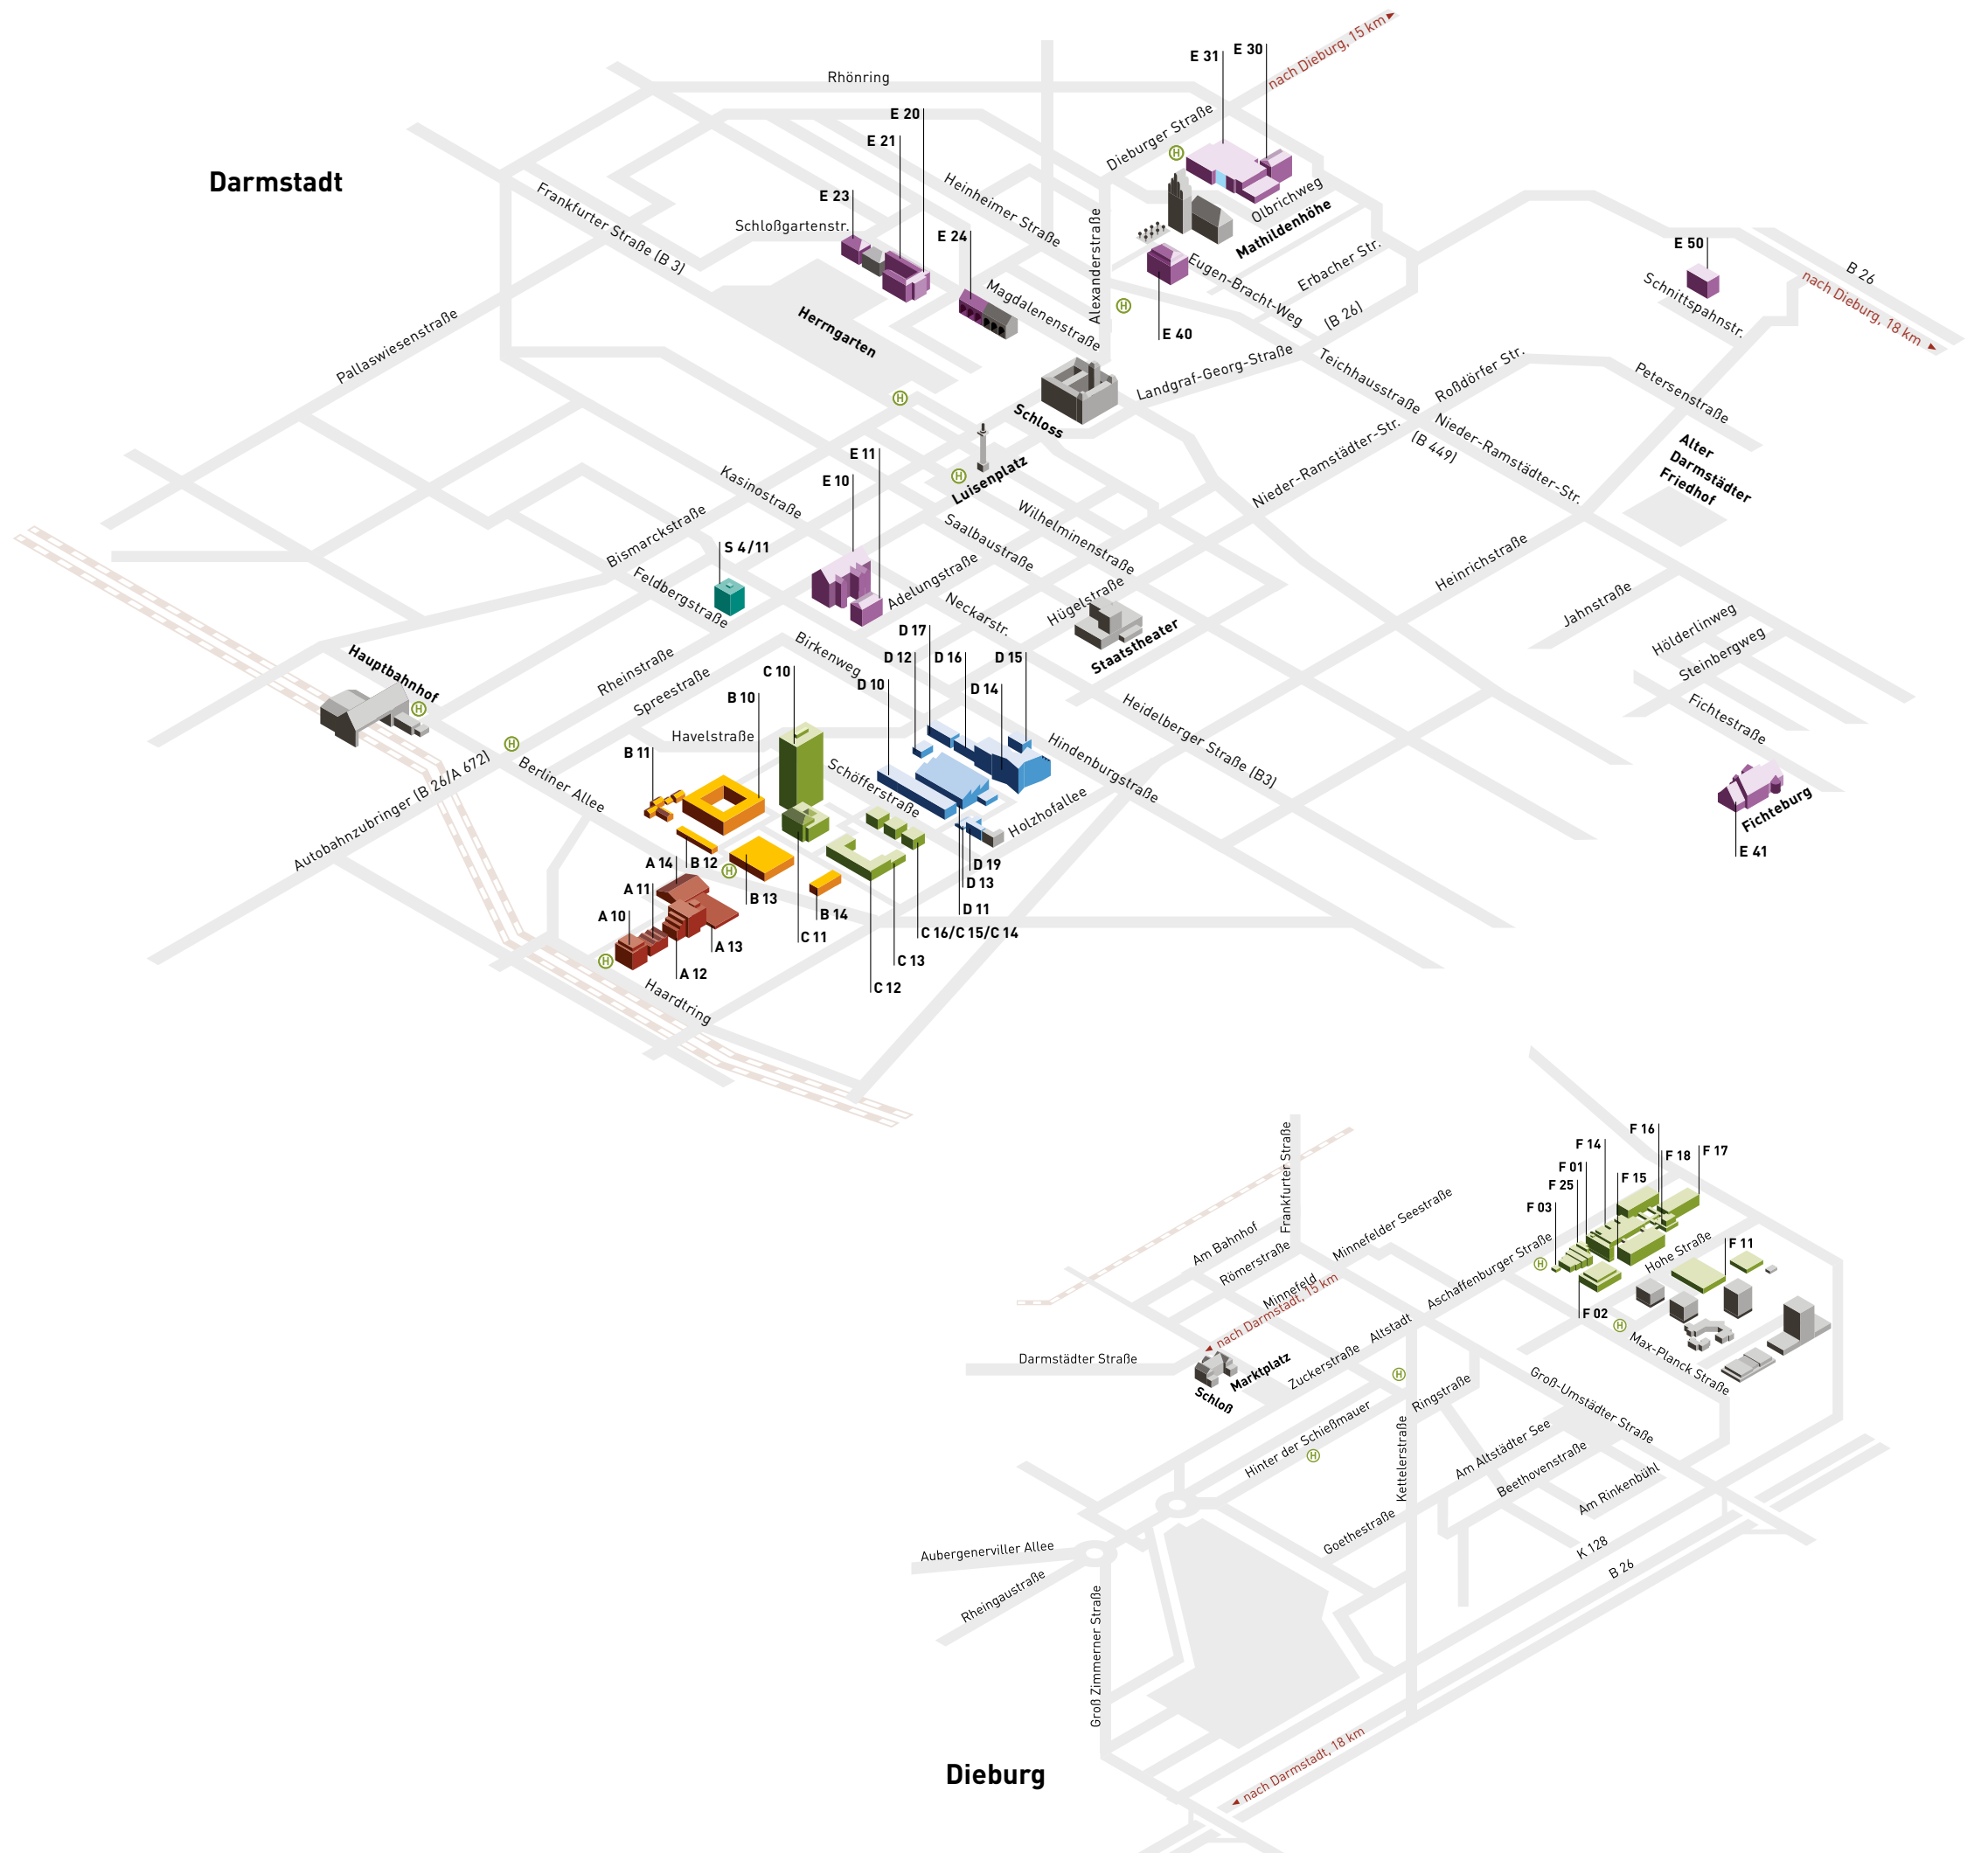 nach Dieburg, 15 km
E 31
E 30
Rhönring
E 20
Dieburger Straße
E 21
Darmstadt
Heinheimer Straße
Olbrichweg
Frankfurter Straße (B 3)
E 23
Mathildenhöhe
Schloßgartenstr.
E 24
Alexanderstraße
E 50
Erbacher Str.
B 26
Eugen-Bracht-Weg
Schnittspahnstr.
nach Dieburg, 18 km
Magdalenenstraße
(B 26)
Herrngarten
E 40
Pallaswiesenstraße
Landgraf-Georg-Straße
Teichhausstraße
Roßdörfer Str.
Petersenstraße
Schloss
Nieder-Ramstädter-Str.
(B 449)
Nieder-Ramstädter-Str.
Alter
Darmstädter
Friedhof
E 11
H
H
H
H
Luisenplatz
E 10
Kasinostraße
Wilhelminenstraße
Saalbaustraße
Bismarckstraße
S 4/11
Heinrichstraße
Feldbergstraße
Adelungstraße
Hügelstraße
Neckarstr.
Jahnstraße
Hölderlinweg
Steinbergweg
Staatstheater
D 17
Birkenweg
D 12
D 16
D 15
Hauptbahnhof
H
Rheinstraße
C 10
D 10
D 14
Spreestraße
B 10
Fichtestraße
Heidelberger Straße (B3)
Havelstraße
H
B 11
Hindenburgstraße
Schöfferstraße
Berliner Allee
Autobahnzubringer (B 26/A 672)
Fichteburg
Holzhofallee
E 41
A 14
B 12
D 19
H
A 11
D 13
B 13
D 11
A 10
B 14
C 16/C 15/C 14
C 11
A 13
H
C 13
A 12
C 12
Haardtring
F 16
Frankfurter Straße
F 14
F 17
F 18
F 01
F 15
F 25
Minnefelder Seestraße
F 03
Am Bahnhof
Aschaffenburger Straße
Hohe Straße
F 11
Römerstraße
H
Minnefeld
nach Darmstadt, 15 km
F 02
H
Altstadt
Max-Planck Straße
Darmstädter Straße
Marktplatz
Zuckerstraße
H
Schloß
Ringstraße
Groß-Umstädter Straße
Hinter der Schießmauer
H
Kettelerstraße
Am Altstädter See
Beethovenstraße
Am Rinkenbühl
Goethestraße
K 128
Aubergenerviller Allee
B 26
Rheingaustraße
Groß Zimmerner Straße
nach Darmstadt, 18 km
Dieburg